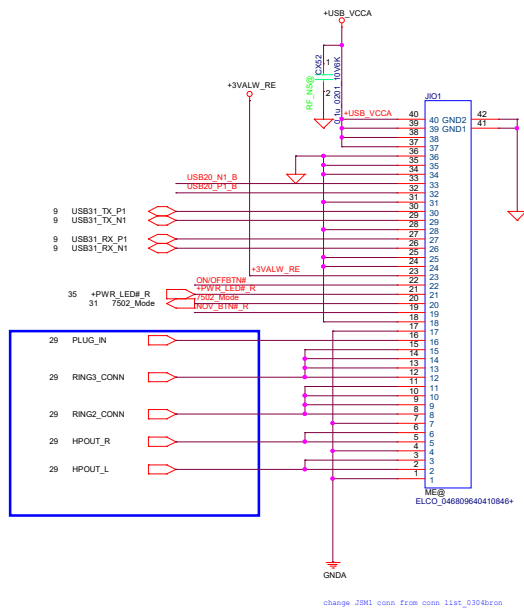 +USB_VCCA
CX52
1
2
RF_NS@
0.1u_0201_10V6K
+3VALW_RE
JIO1
+USB_VCCA
40 40 GND2 42
39 39 GND1 41
38 38
37 37
36 36
35 35
34 34
USB20_N1_B 33 33
USB20_P1_B 32 32
31 31
9 USB31_TX_P1 30 30
9 USB31_TX_N1 29 29
28 28
9 USB31_RX_P1 27 27
9 USB31_RX_N1 26 26
25 25
24 24
+3VALW_RE 23 23
ON/OFFBTN# 22 22
35 +PWR_LED#_R +PWR_LED#_R 21 21
31 7502_Mode 7502_Mode 20 20
NOV_BTN#_R 19 19
18 18
17 17
29 PLUG_IN 16 16
15 15
14 14
13 13
29 RING3_CONN 12 12
11 11
10 10
9 9
29 RING2_CONN 8 8
7 7
6 6
29 HPOUT_R 5 5
4 4
3 3
29 HPOUT_L 2 2
1 1
ME@
ELCO_046809640410846+
GNDA
change JSM1 conn from conn list_0304bron